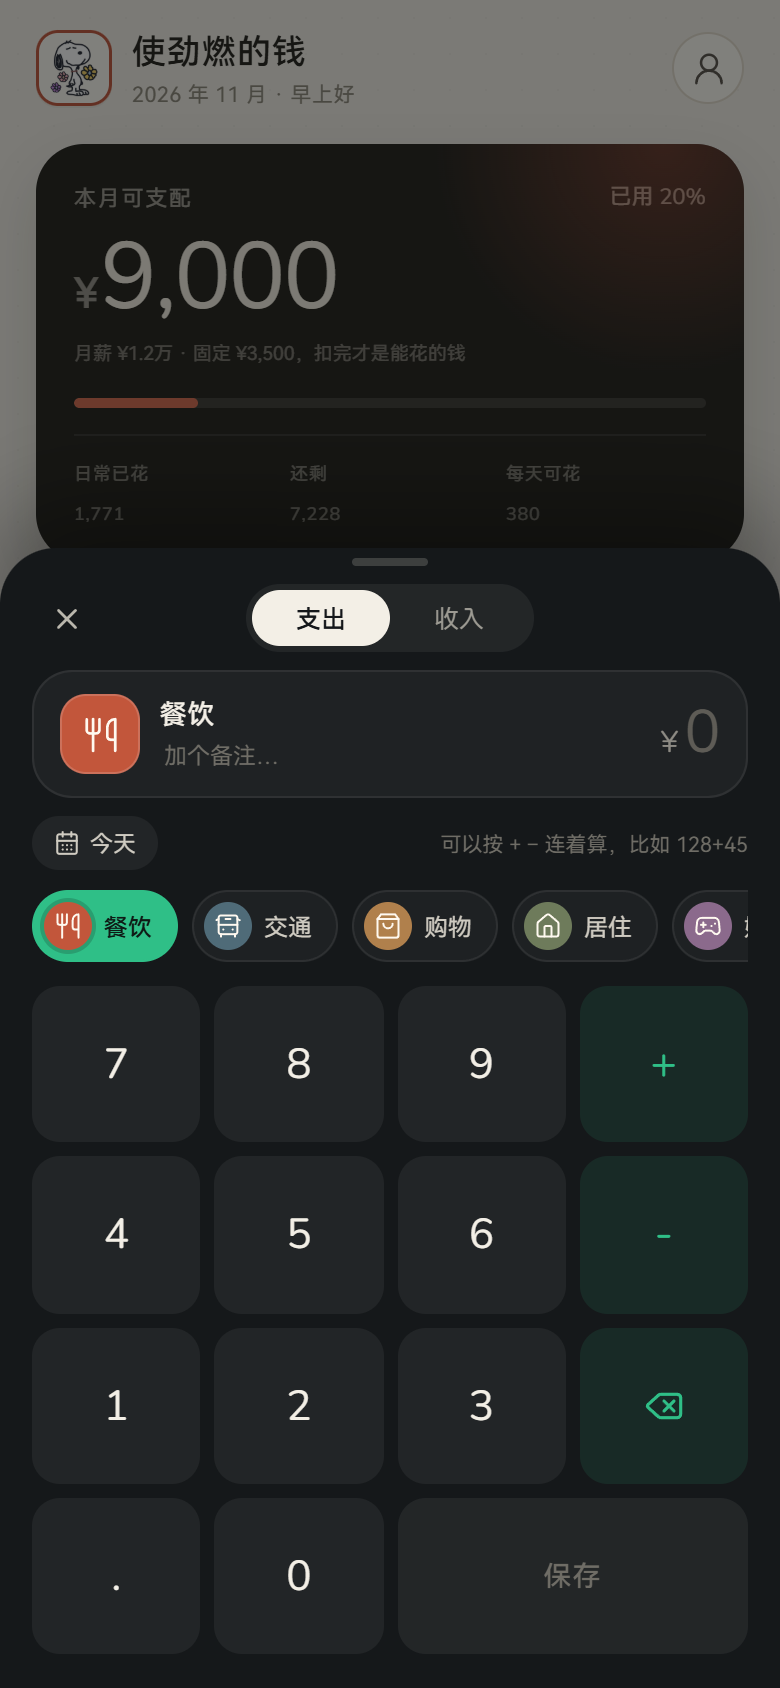 使劲燃的钱
2026 年 11 月 · 早上好
本月可支配
已用 20%
¥9,000
月薪 ¥1.2万 · 固定 ¥3,500，扣完才是能花的钱
日常已花 还剩 每天可花
1,771 7,228 380
支出 收入
餐饮
加个备注…
¥0
今天
可以按 + − 连着算，比如 128+45
餐饮 交通 购物 居住
7 8 9 +
4 5 6 -
1 2 3
. 0 保存